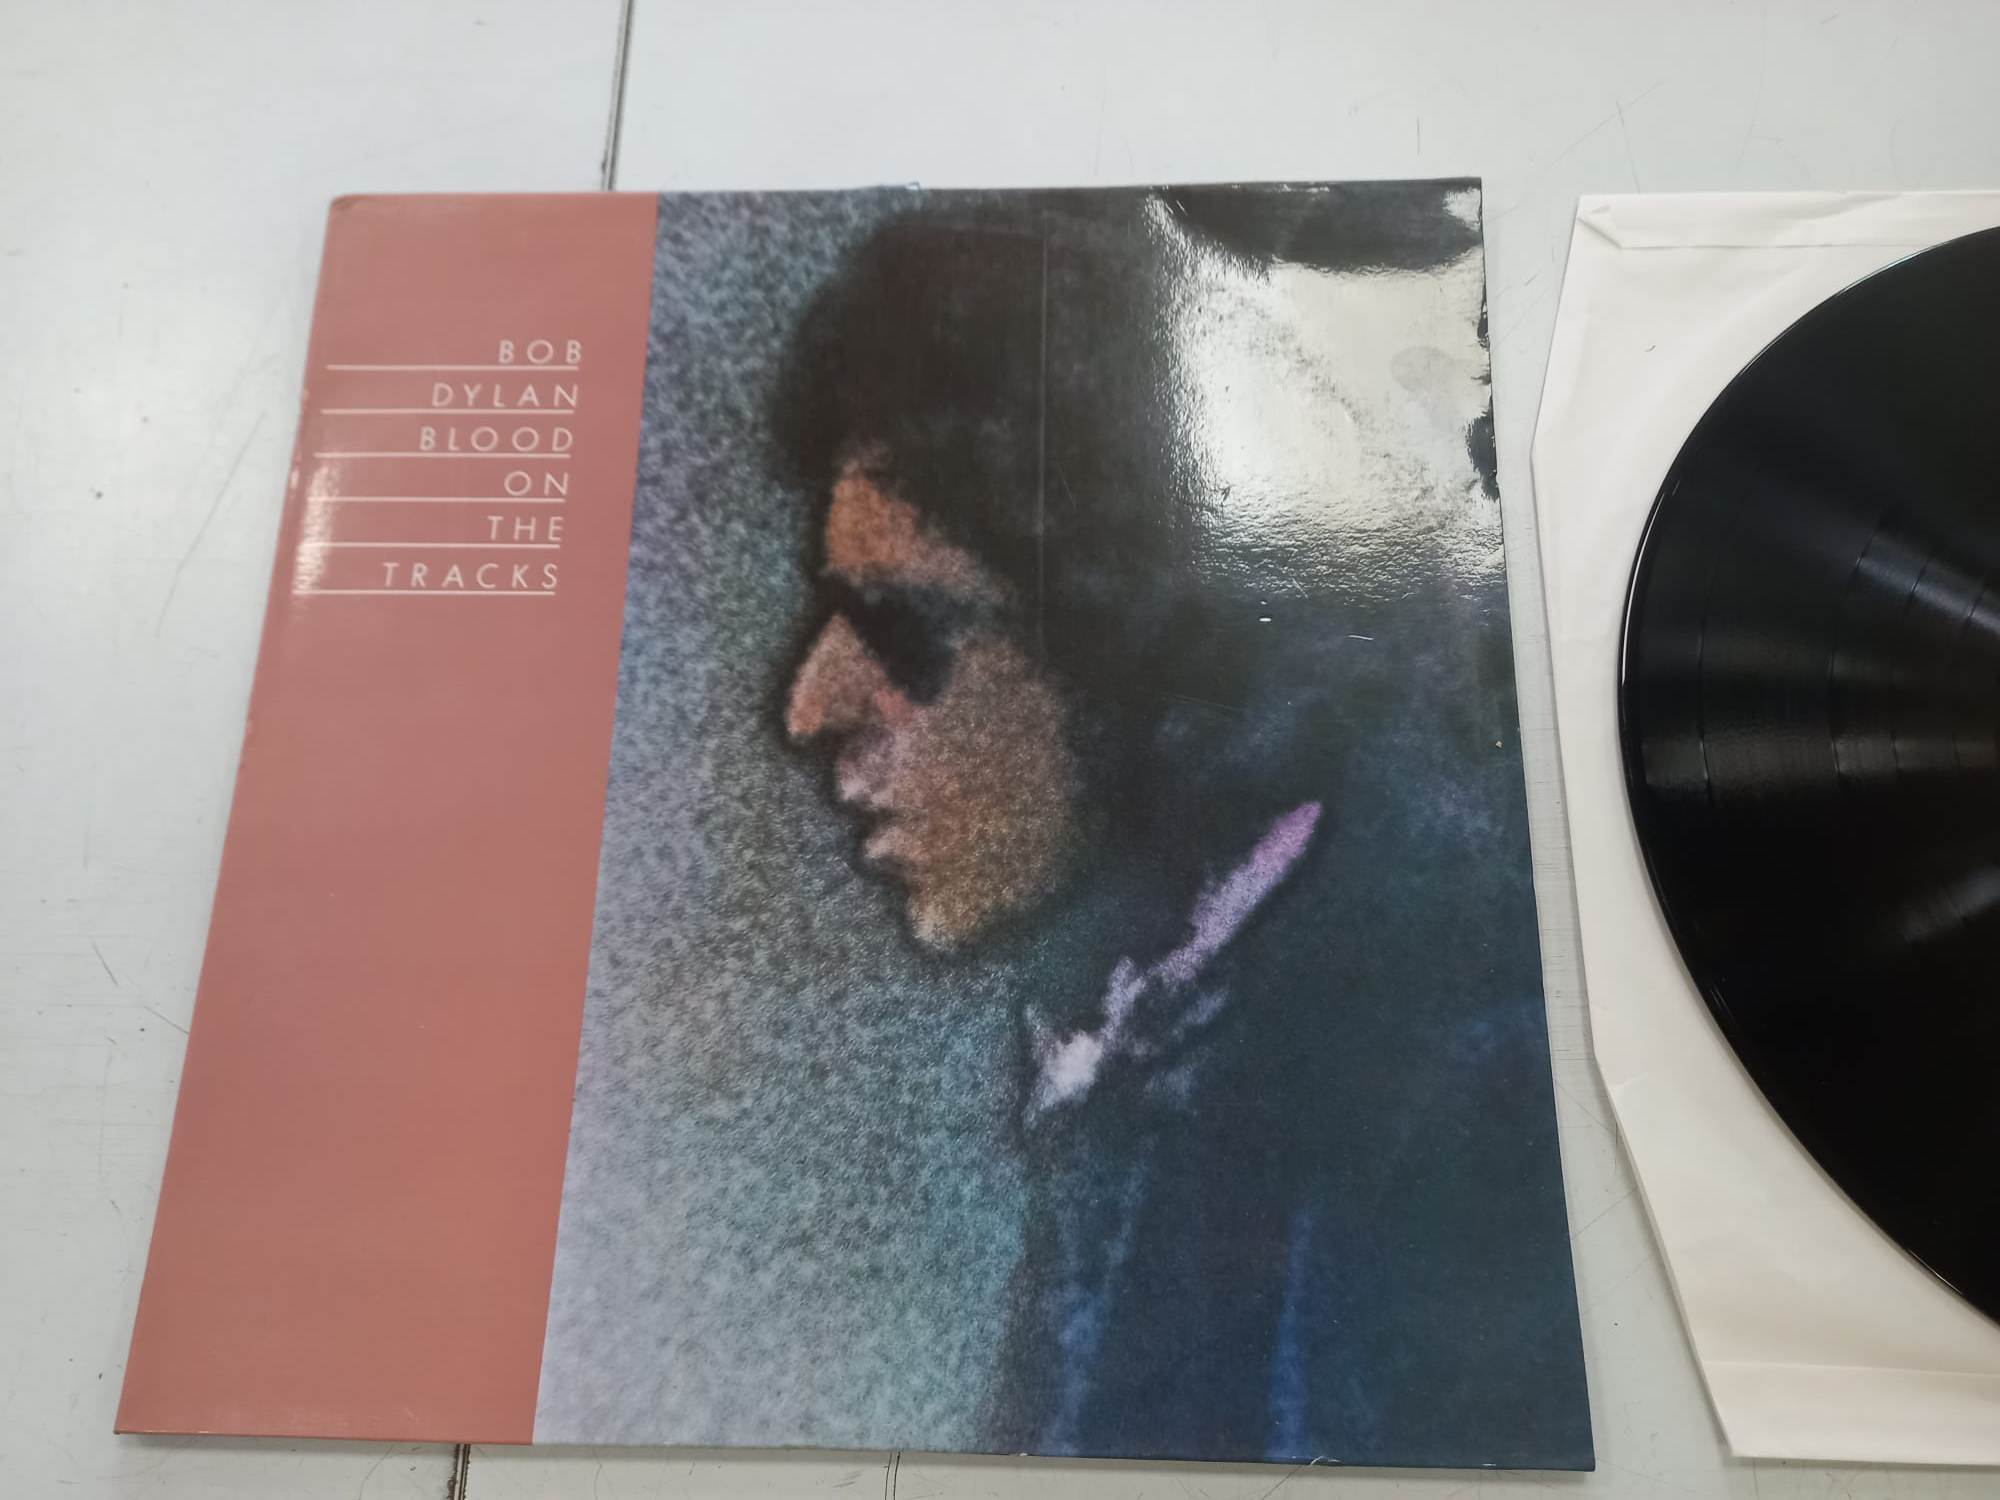 BOB
DYLAN
BLOOD
ON
THE
TRACKS